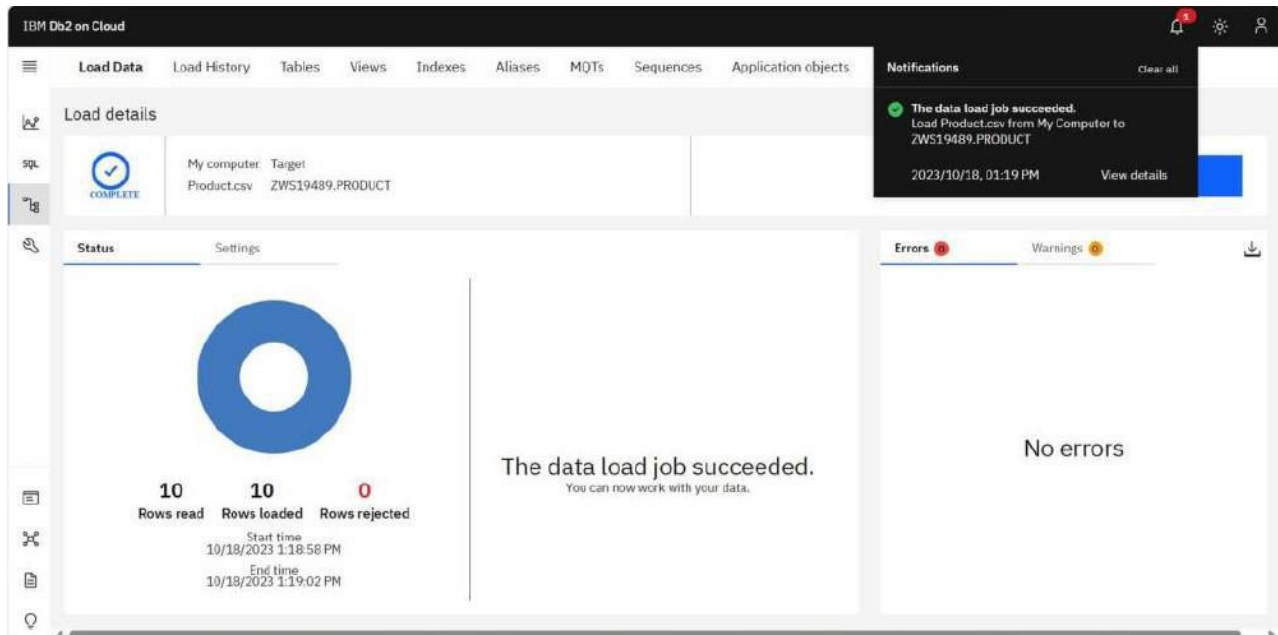 IBM Db2 on Cloud
1
Load Data Load History Tables Views Indexes Aliases MQTs Sequences Application objects
Notifications Clear all
The data load job succeeded.
Load Product.csv from My Computer to
ZWS19489.PRODUCT
2023/10/18, 01:19 PM View details
Load details
SQL
COMPLETE
My computer Target
Product.csv ZWS19489.PRODUCT
Status Settings
Errors 0 Warnings 0
10 10 0
Rows read Rows loaded Rows rejected
Start time
10/18/2023 1:18:58 PM
End time
10/18/2023 1:19:02 PM
The data load job succeeded.
You can now work with your data.
No errors